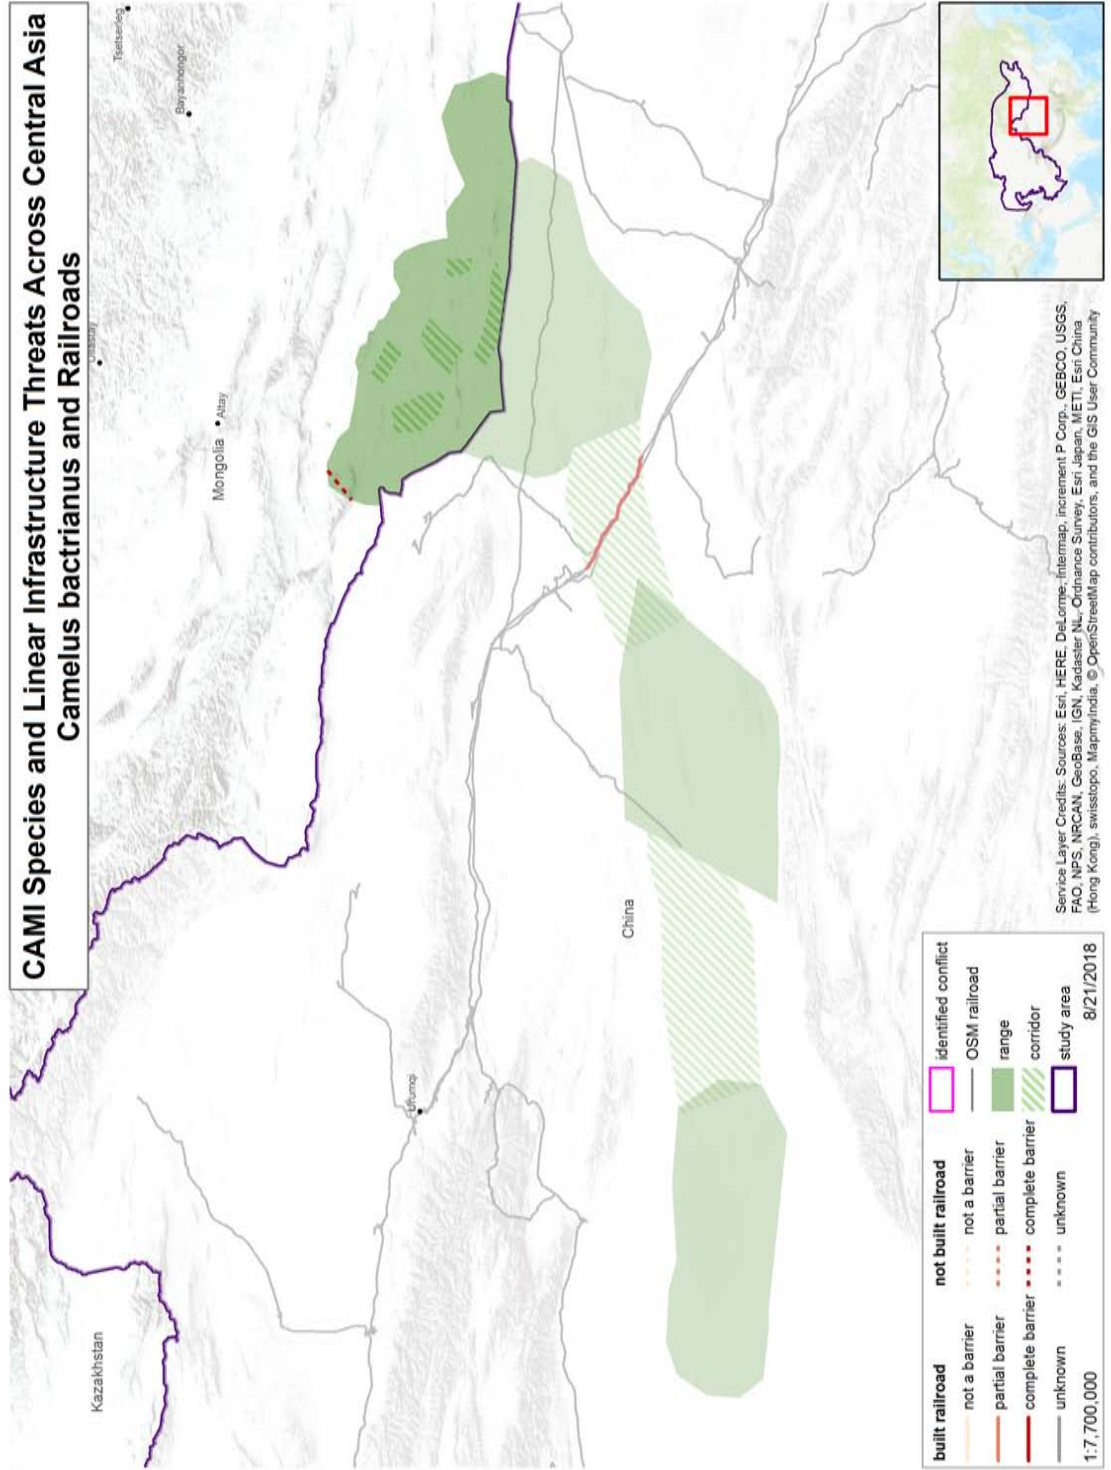 CAMI Species and Linear Infrastructure Threats Across Central Asia
Camelus bactrianus and Railroads
Tsetserleg
Bayanhongor
Uliastay
Altay
Mongolia
Kazakhstan
Urumqi
China
built railroad
not a barrier
partial barrier
complete barrier
unknown
not built railroad
not a barrier
partial barrier
complete barrier
unknown
identified conflict
OSM railroad
range
corridor
study area
1:7,700,000
8/21/2018
Service Layer Credits: Sources: Esri, HERE, DeLorme, Intermap, increment P Corp., GEBCO, USGS,
FAO, NPS, NRCAN, GeoBase, IGN, Kadaster NL, Ordnance Survey, Esri Japan, METI, Esri China
(Hong Kong), swisstopo, MapmyIndia, © OpenStreetMap contributors, and the GIS User Community